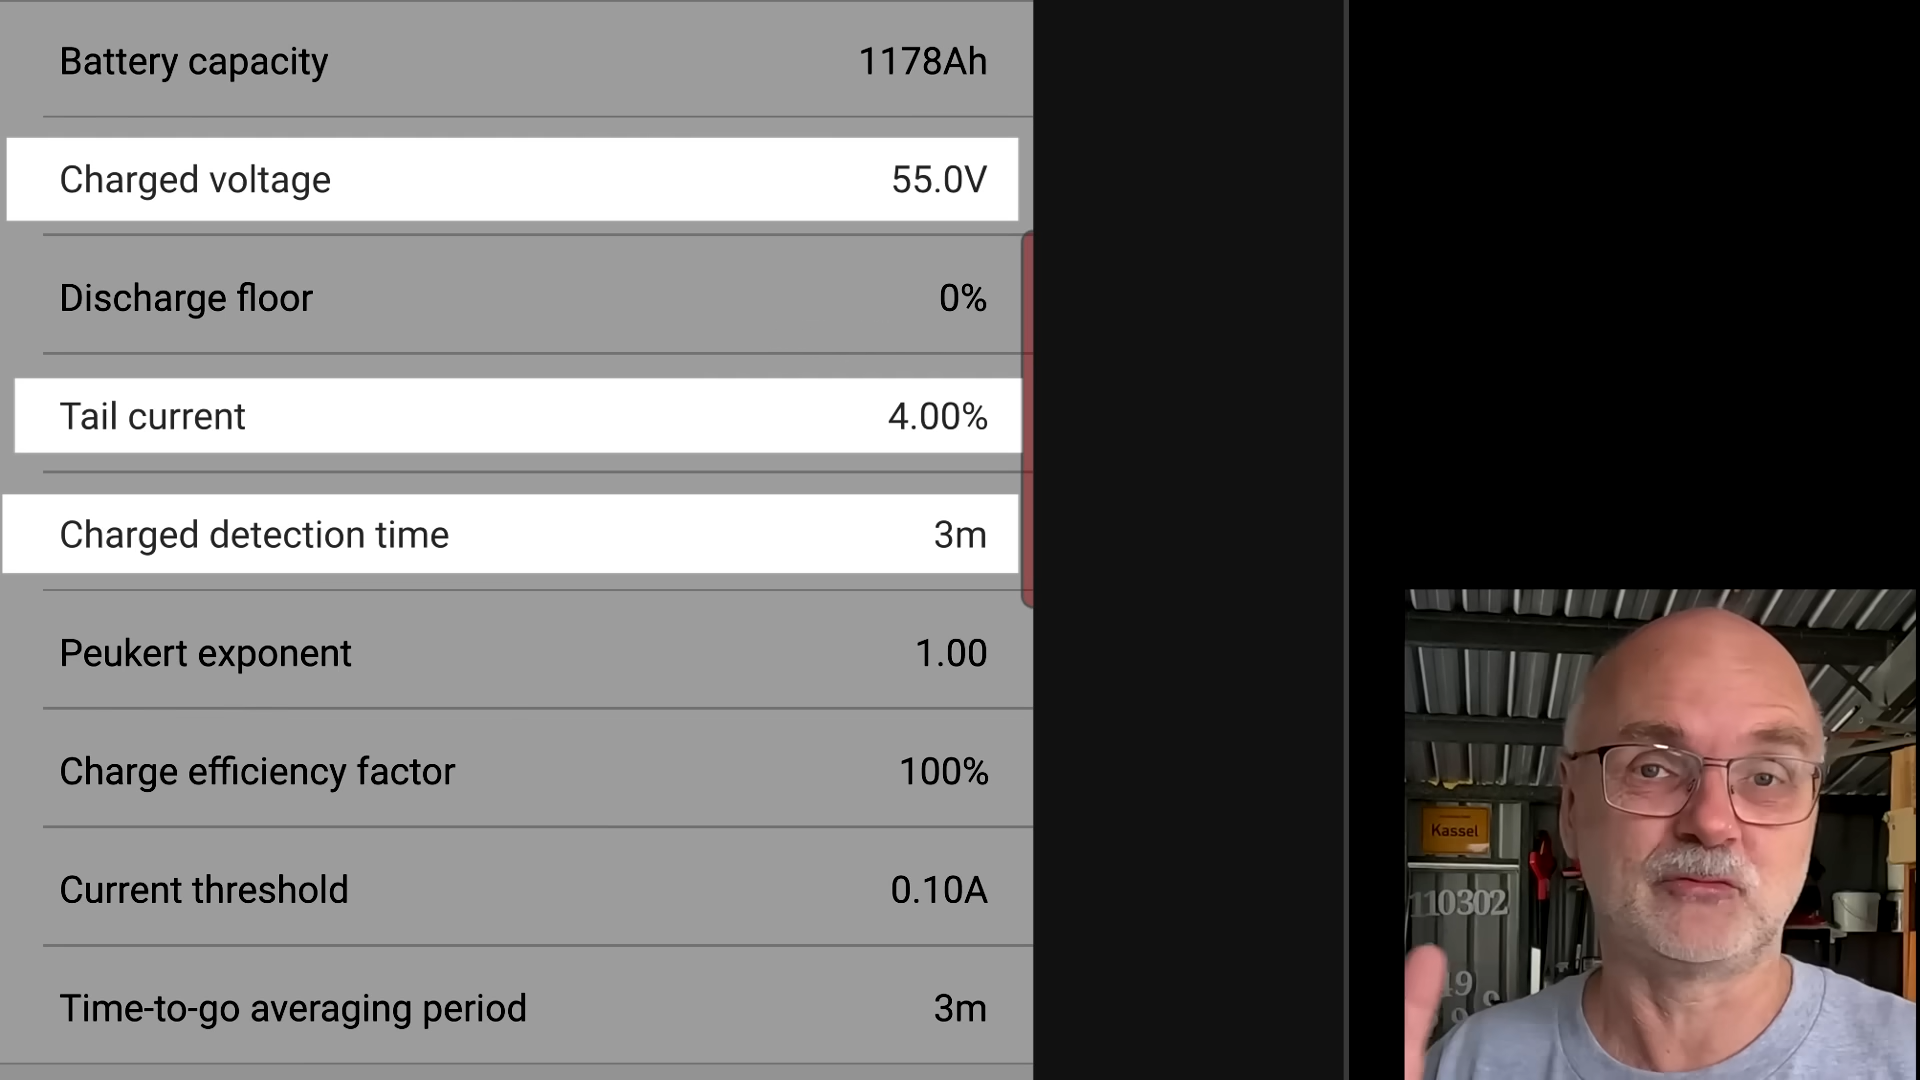 Battery capacity 1178Ah
Charged voltage 55.0V
Discharge floor 0%
Tail current 4.00%
Charged detection time 3m
Peukert exponent 1.00
Charge efficiency factor 100%
Current threshold 0.10A
Time-to-go averaging period 3m
Kassel
110302
49